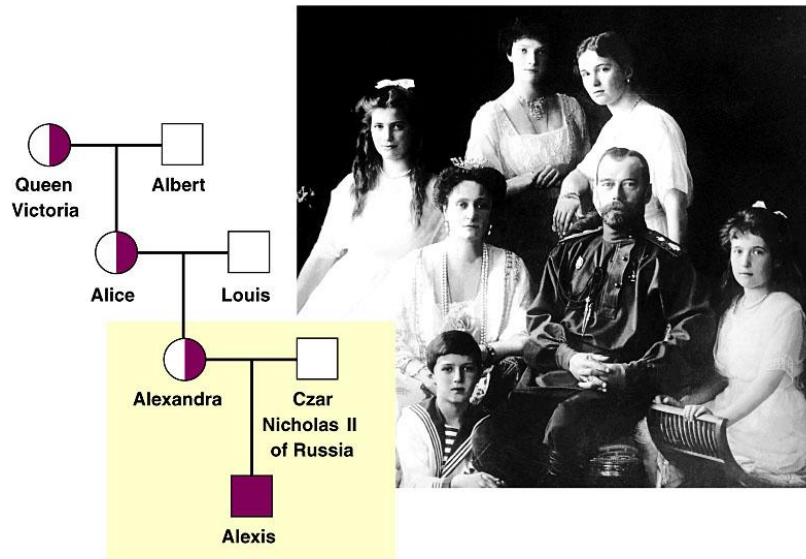 Queen
Victoria
Albert
Alice
Louis
Alexandra
Czar
Nicholas II
of Russia
Alexis